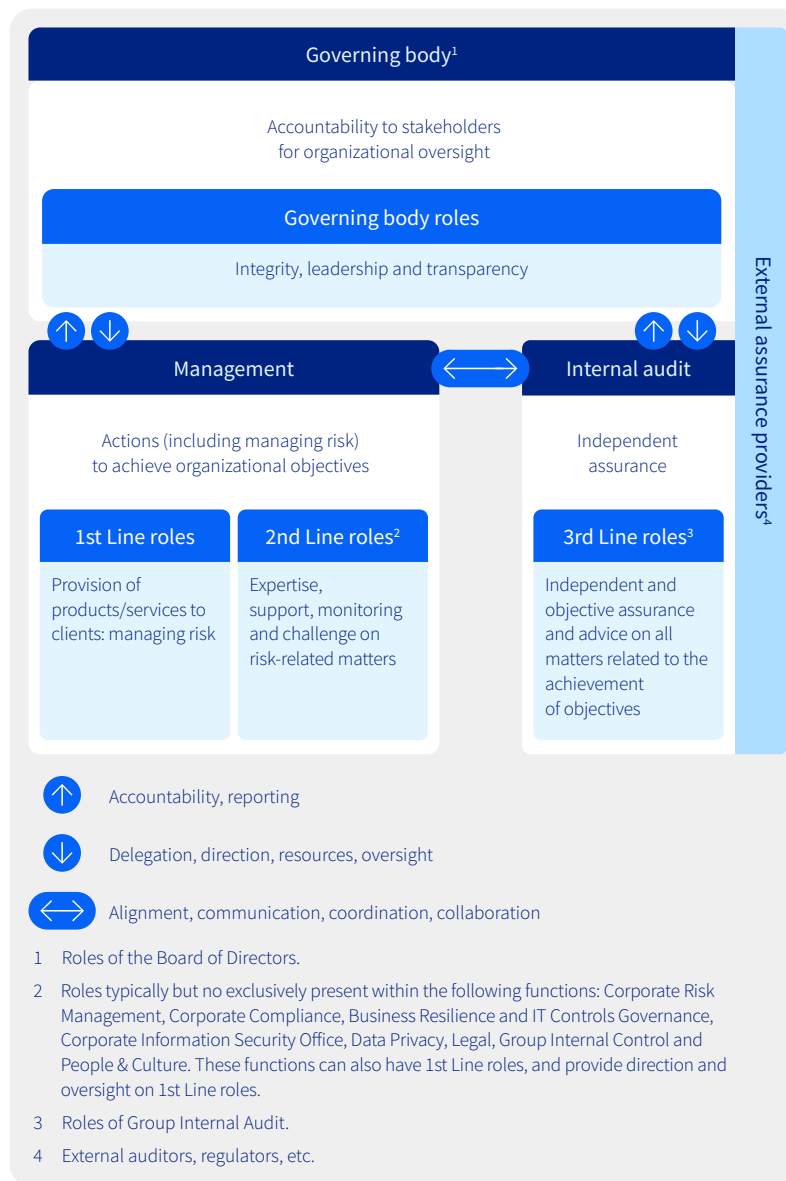 Governing body¹
Accountability to stakeholders
for organizational oversight
Governing body roles
Integrity, leadership and transparency
External assurance providers⁴
Management
Internal audit
Actions (including managing risk)
to achieve organizational objectives
Independent
assurance
1st Line roles
2nd Line roles²
3rd Line roles³
Provision of
products/services to
clients: managing risk
Expertise,
support, monitoring
and challenge on
risk-related matters
Independent and
objective assurance
and advice on all
matters related to the
achievement
of objectives
Accountability, reporting
Delegation, direction, resources, oversight
Alignment, communication, coordination, collaboration
1 Roles of the Board of Directors.
2 Roles typically but no exclusively present within the following functions: Corporate Risk
Management, Corporate Compliance, Business Resilience and IT Controls Governance,
Corporate Information Security Office, Data Privacy, Legal, Group Internal Control and
People & Culture. These functions can also have 1st Line roles, and provide direction and
oversight on 1st Line roles.
3 Roles of Group Internal Audit.
4 External auditors, regulators, etc.